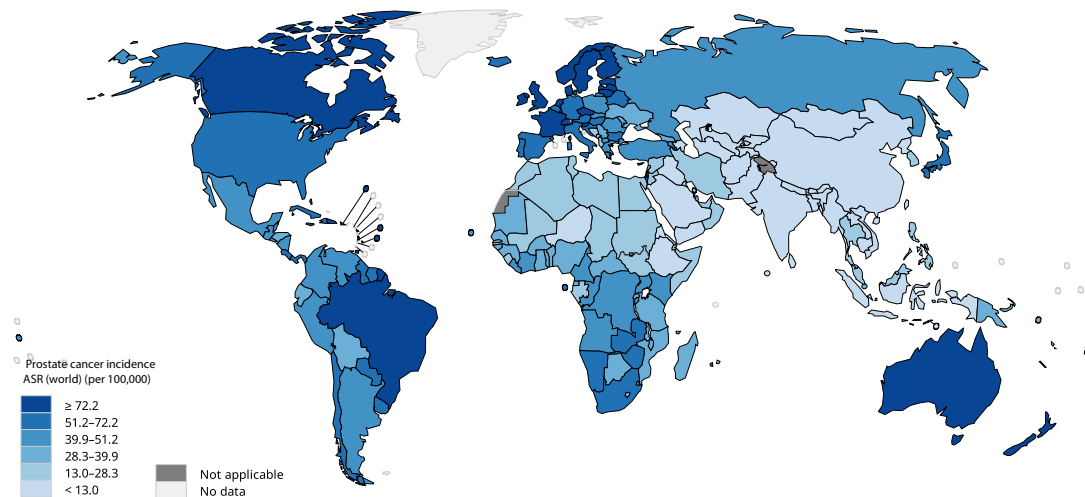 Prostate cancer incidence
ASR (world) (per 100,000)
≥ 72.2
51.2–72.2
39.9–51.2
28.3–39.9
13.0–28.3
< 13.0
Not applicable
No data